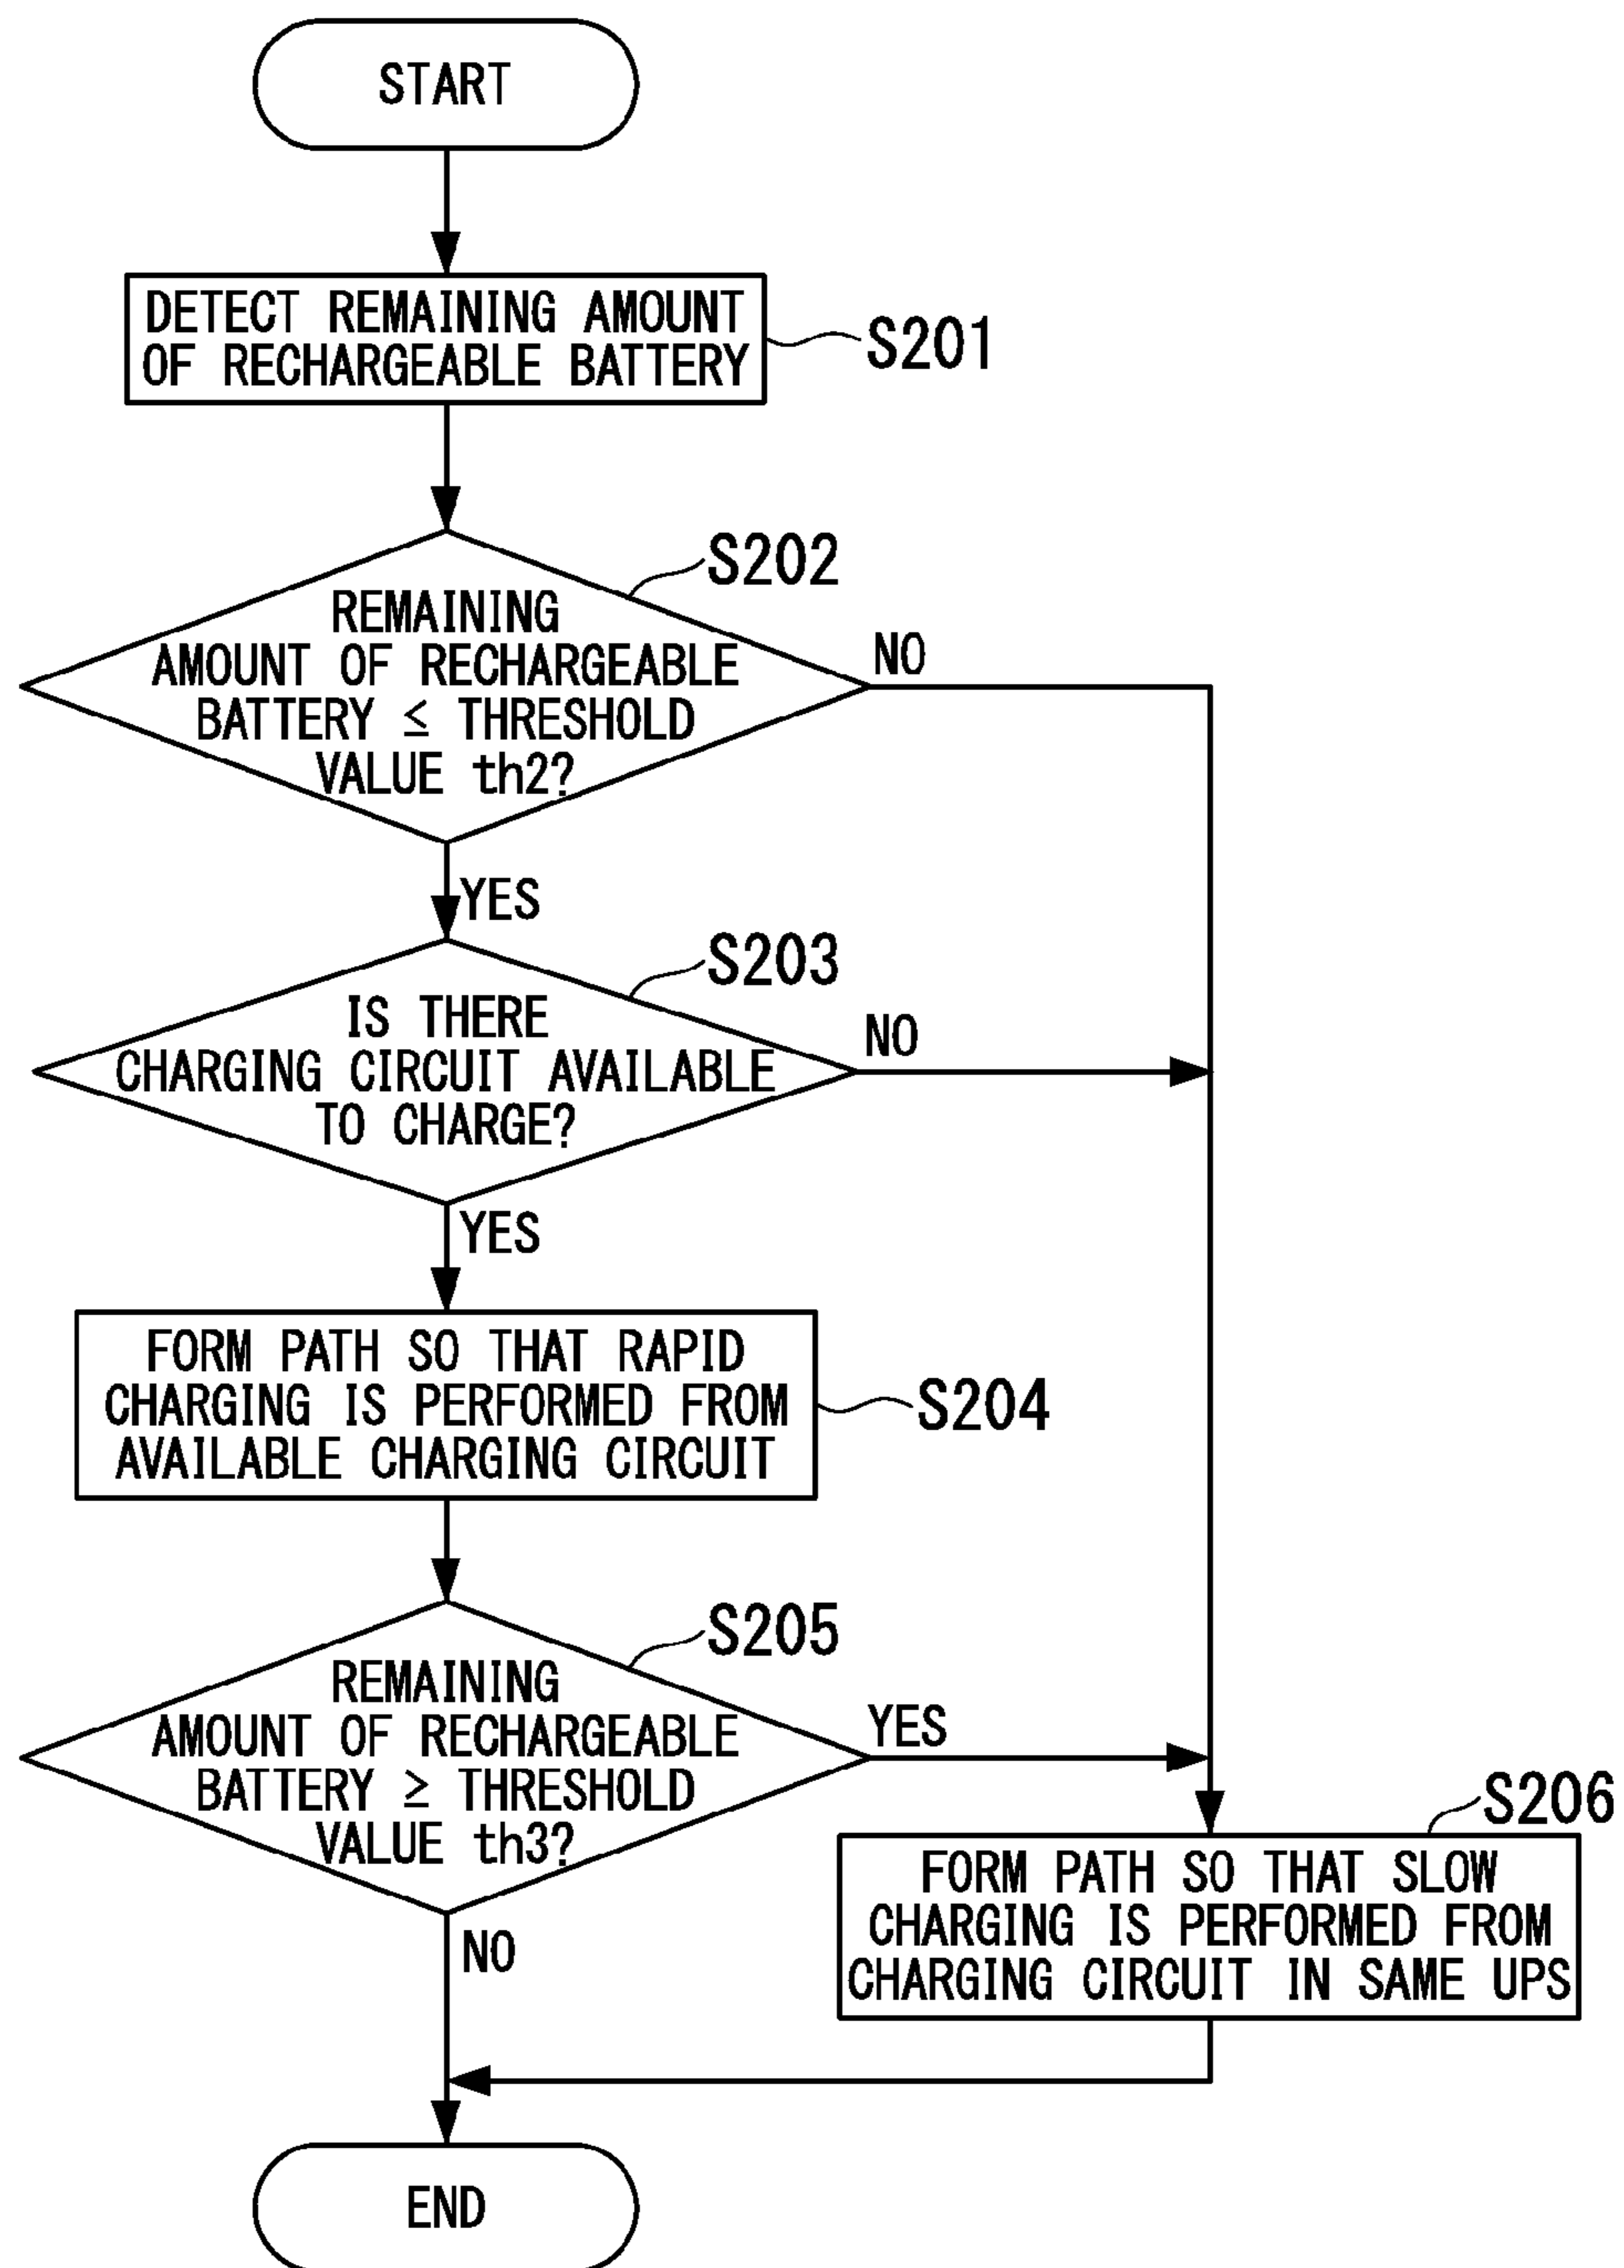 START
DETECT REMAINING AMOUNT
OF RECHARGEABLE BATTERY
S201
S202
REMAINING
AMOUNT OF RECHARGEABLE
BATTERY ≤ THRESHOLD
VALUE th2?
NO
YES
S203
IS THERE
CHARGING CIRCUIT AVAILABLE
TO CHARGE?
NO
YES
FORM PATH SO THAT RAPID
CHARGING IS PERFORMED FROM
AVAILABLE CHARGING CIRCUIT
S204
S205
REMAINING
AMOUNT OF RECHARGEABLE
BATTERY ≥ THRESHOLD
VALUE th3?
YES
NO
S206
FORM PATH SO THAT SLOW
CHARGING IS PERFORMED FROM
CHARGING CIRCUIT IN SAME UPS
END